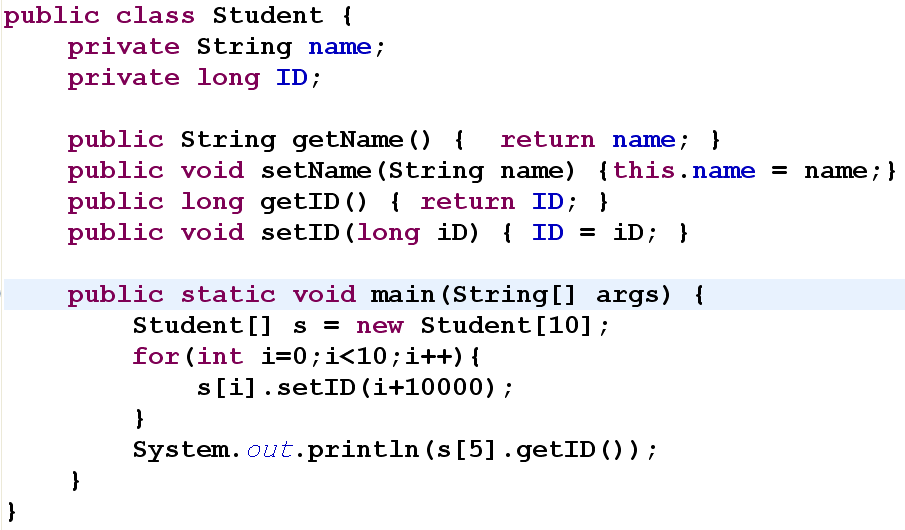 public class Student {
    private String name;
    private long ID;

    public String getName() {  return name; }
    public void setName(String name) {this.name = name;}
    public long getID() { return ID; }
    public void setID(long iD) { ID = iD; }

    public static void main(String[] args) {
        Student[] s = new Student[10];
        for(int i=0;i<10;i++){
            s[i].setID(i+10000);
        }
        System.out.println(s[5].getID());
    }
}